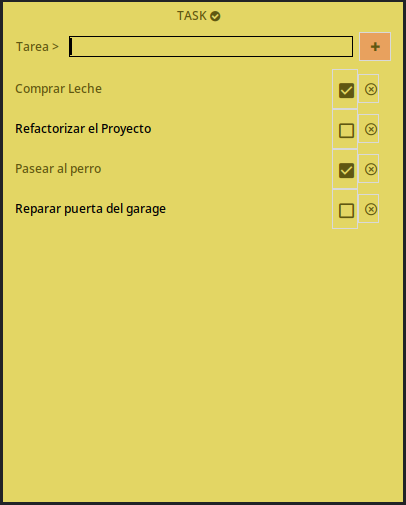 TASK
Tarea >
+
Comprar Leche
Refactorizar el Proyecto
Pasear al perro
Reparar puerta del garage